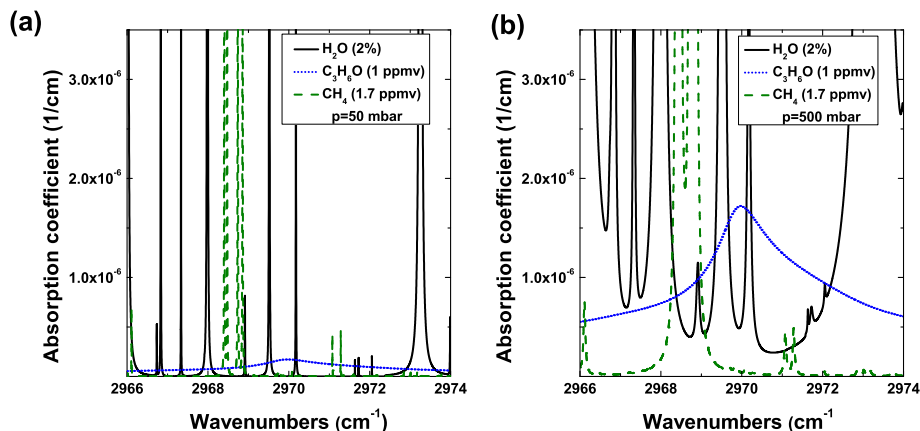 (a)
H₂O (2%)
C₃H₆O (1 ppmv)
CH₄ (1.7 ppmv)
p=50 mbar
Absorption coefficient (1/cm)
3.0x10⁻⁶
2.0x10⁻⁶
1.0x10⁻⁶
2966 2968 2970 2972 2974
Wavenumbers (cm⁻¹)
(b)
H₂O (2%)
C₃H₆O (1 ppmv)
CH₄ (1.7 ppmv)
p=500 mbar
Absorption coefficient (1/cm)
3.0x10⁻⁶
2.0x10⁻⁶
1.0x10⁻⁶
2966 2968 2970 2972 2974
Wavenumbers (cm⁻¹)